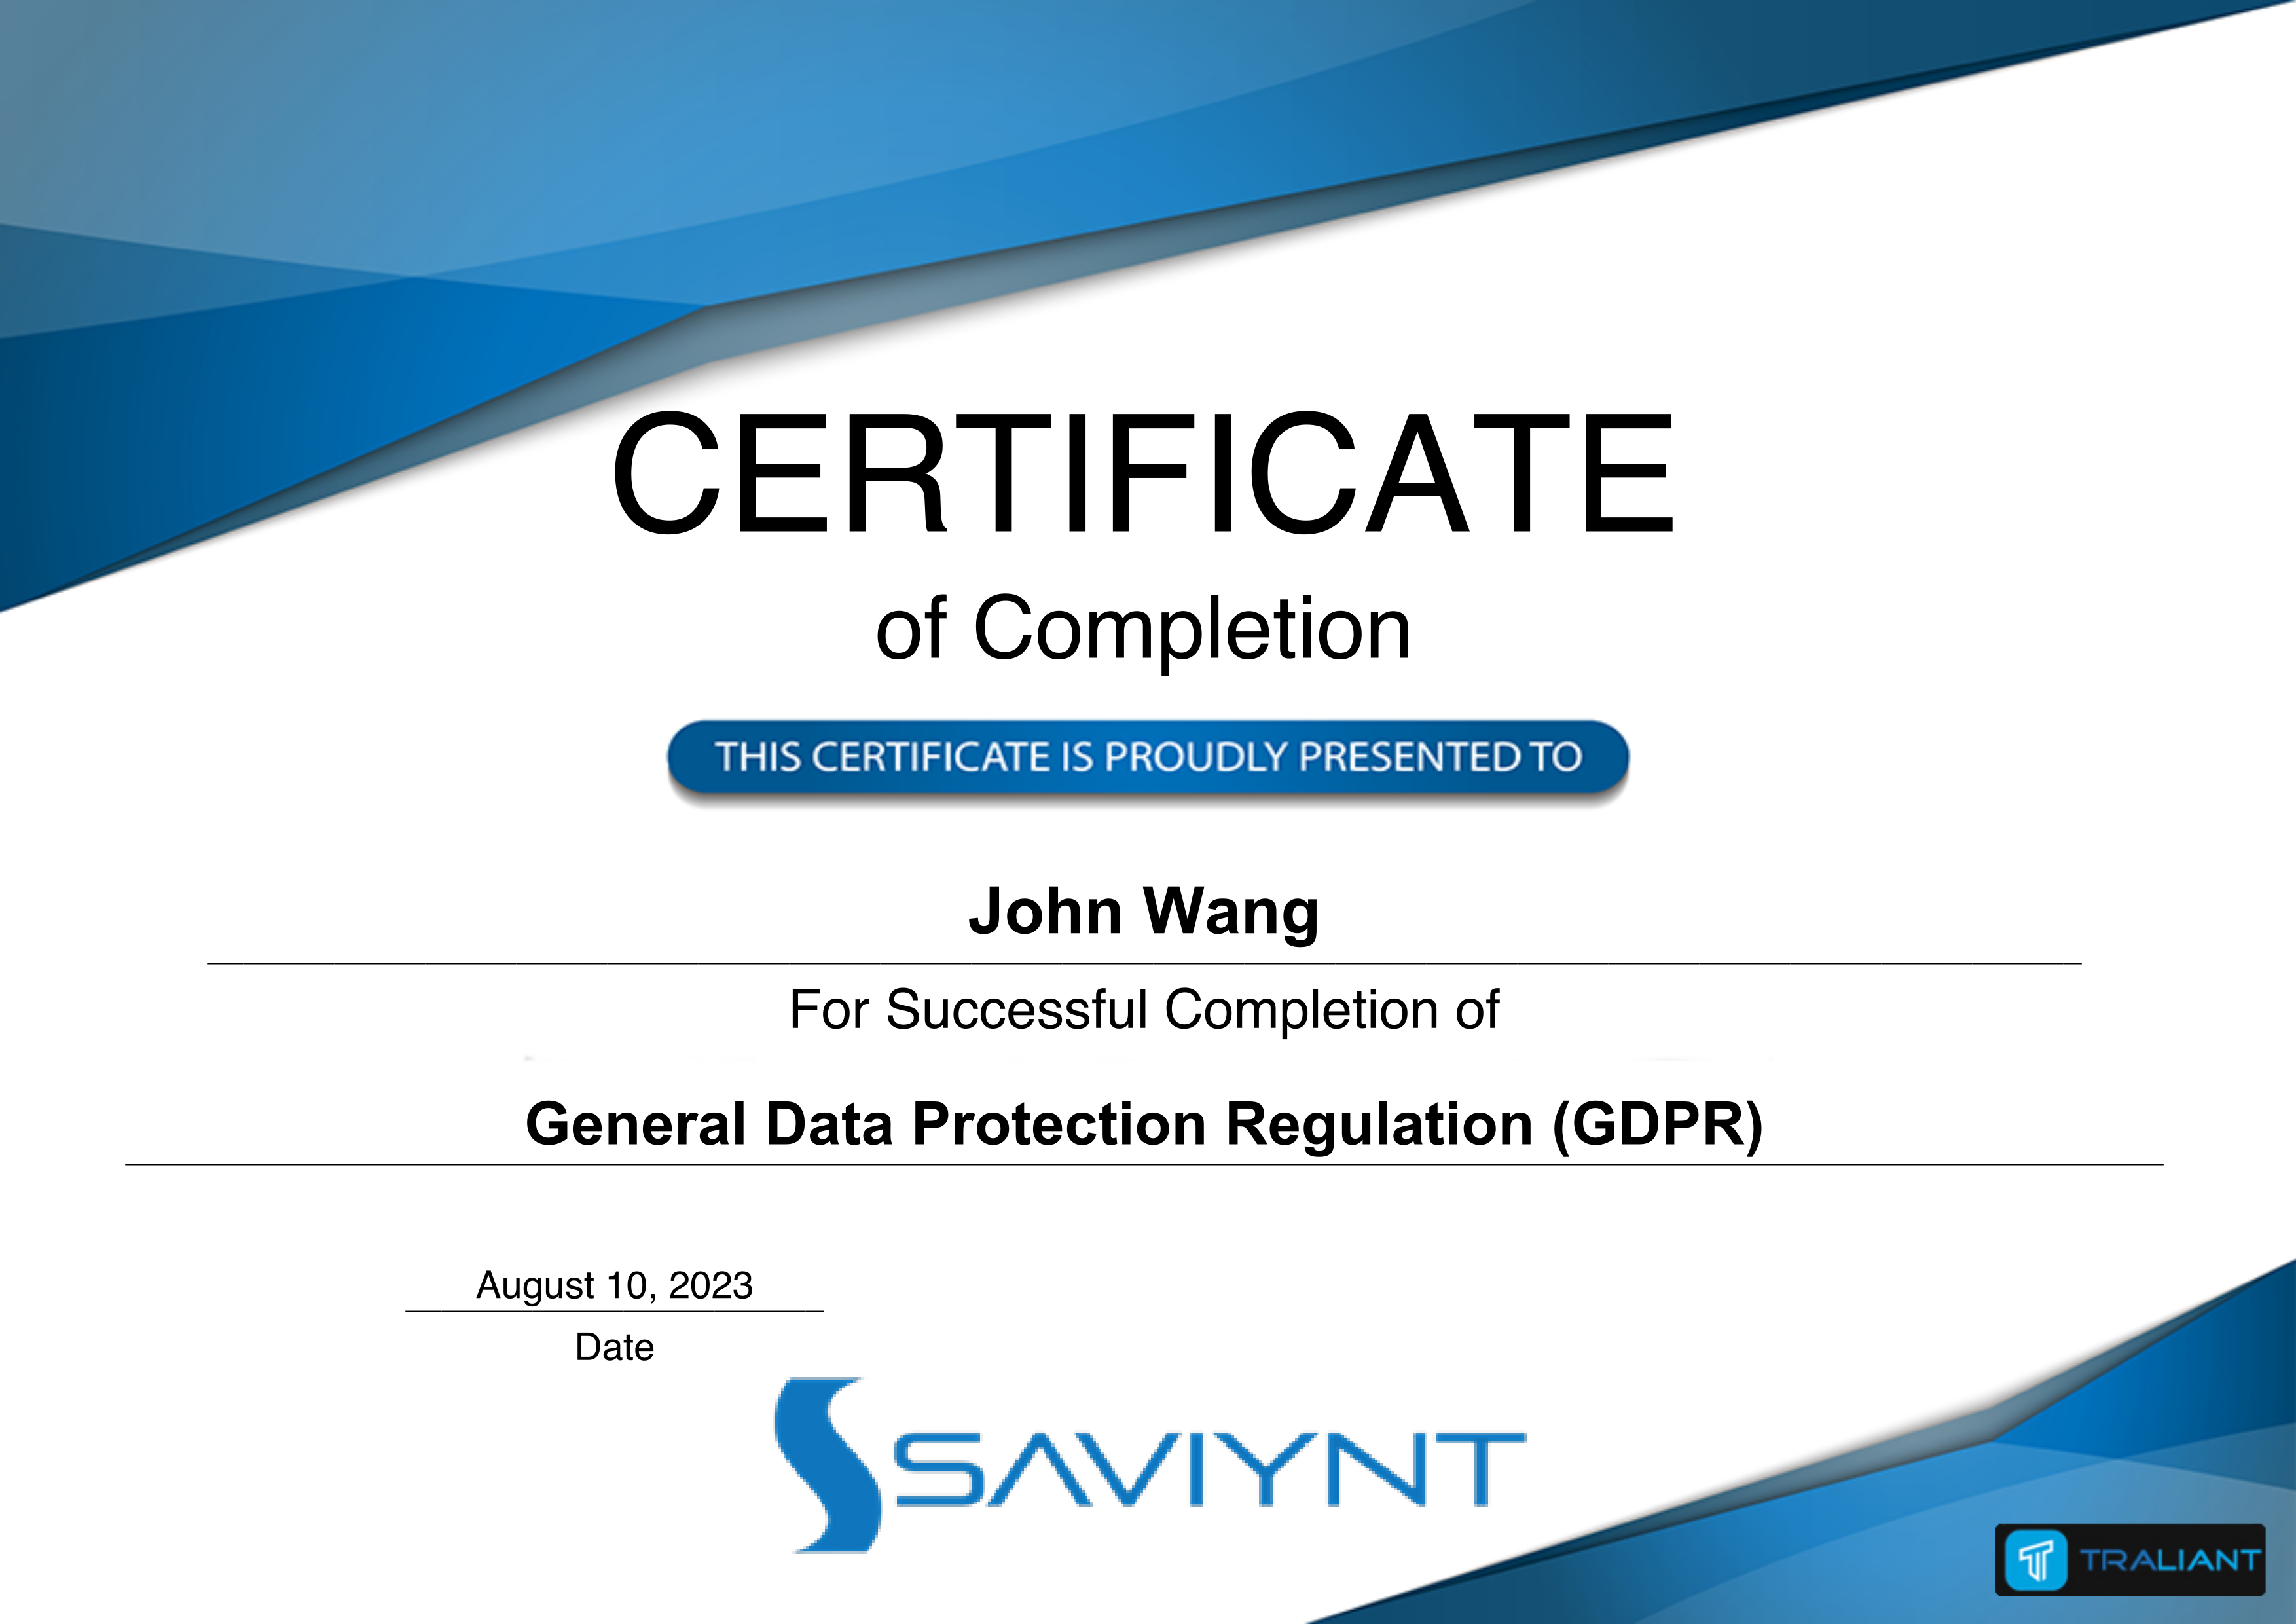 CERTIFICATE
of Completion
THIS CERTIFICATE IS PROUDLY PRESENTED TO
John Wang
For Successful Completion of
General Data Protection Regulation (GDPR)
August 10, 2023
Date
SAVIYNT
TRALIANT